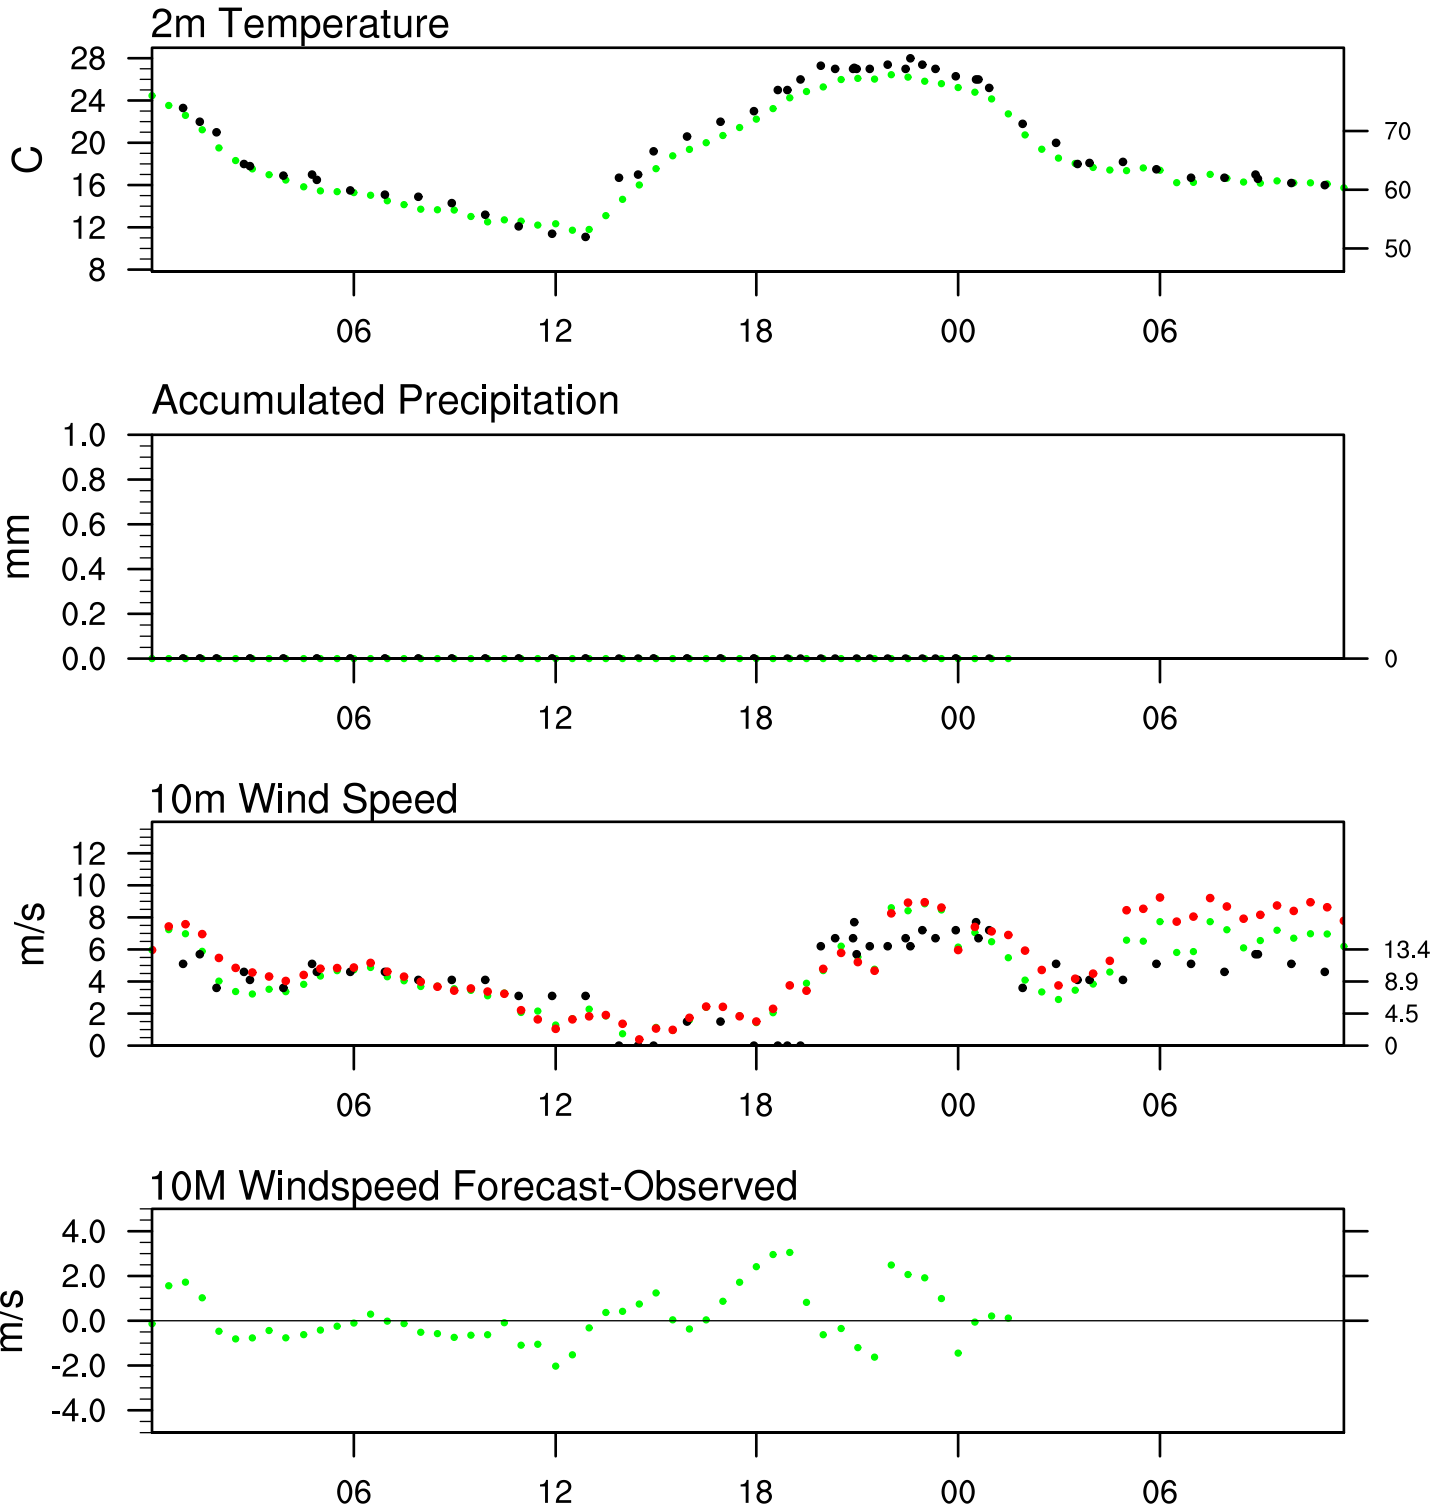 2m Temperature
28
24
20
16
12
8
C
70
60
50
06 12 18 00 06
Accumulated Precipitation
1.0
0.8
0.6
0.4
0.2
0.0
mm
0
06 12 18 00 06
10m Wind Speed
12
10
8
6
4
2
0
m/s
13.4
8.9
4.5
0
06 12 18 00 06
10M Windspeed Forecast-Observed
4.0
2.0
0.0
-2.0
-4.0
m/s
06 12 18 00 06